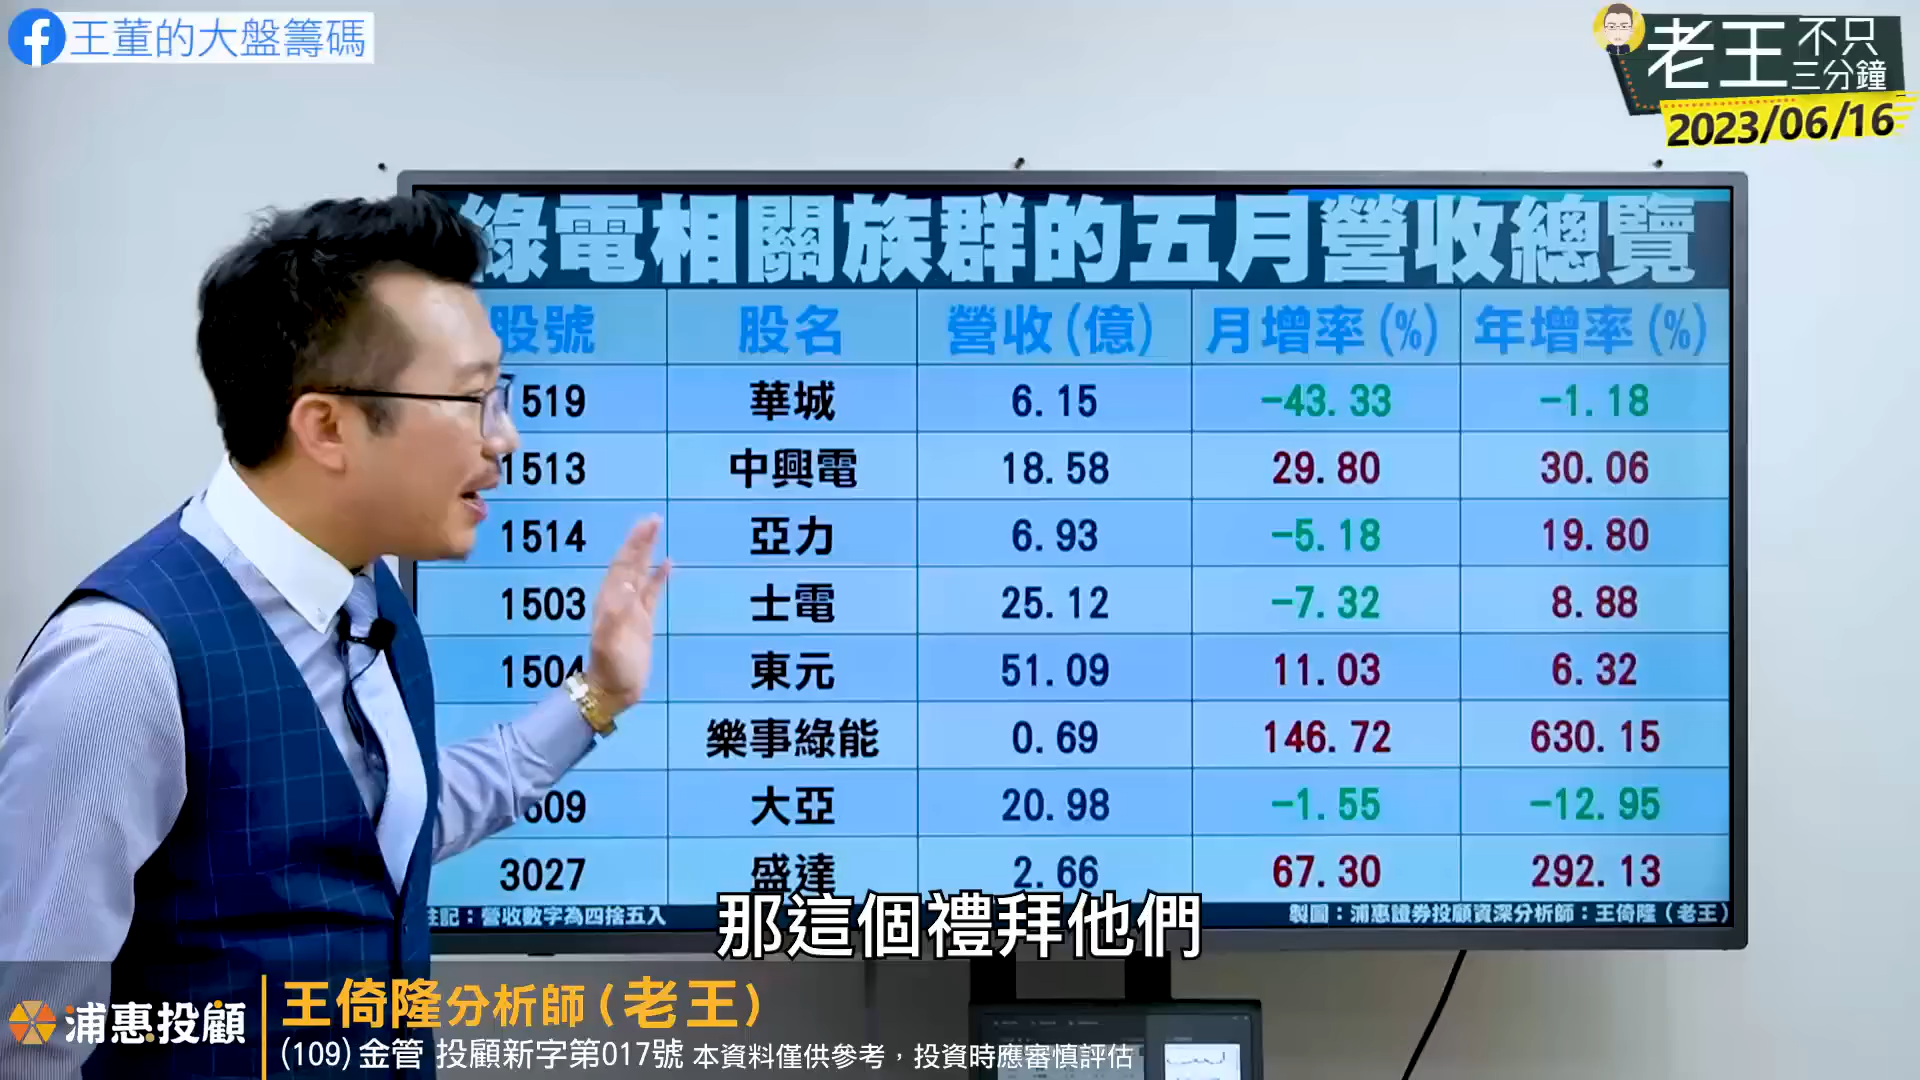 王董的大盤籌碼
老王不只三分鐘
2023/06/16
綠電相關族群的五月營收總覽
股號 股名 營收(億) 月增率(%) 年增率(%)
519 華城 6.15 -43.33 -1.18
1513 中興電 18.58 29.80 30.06
1514 亞力 6.93 -5.18 19.80
1503 士電 25.12 -7.32 8.88
1504 東元 51.09 11.03 6.32
樂事綠能 0.69 146.72 630.15
609 大亞 20.98 -1.55 -12.95
3027 盛達 2.66 67.30 292.13
註記：營收數字為四捨五入
製圖：浦惠證券投顧資深分析師：王倚隆（老王）
那這個禮拜他們
浦惠投顧
王倚隆分析師(老王)
(109)金管 投顧新字第017號 本資料僅供參考，投資時應審慎評估